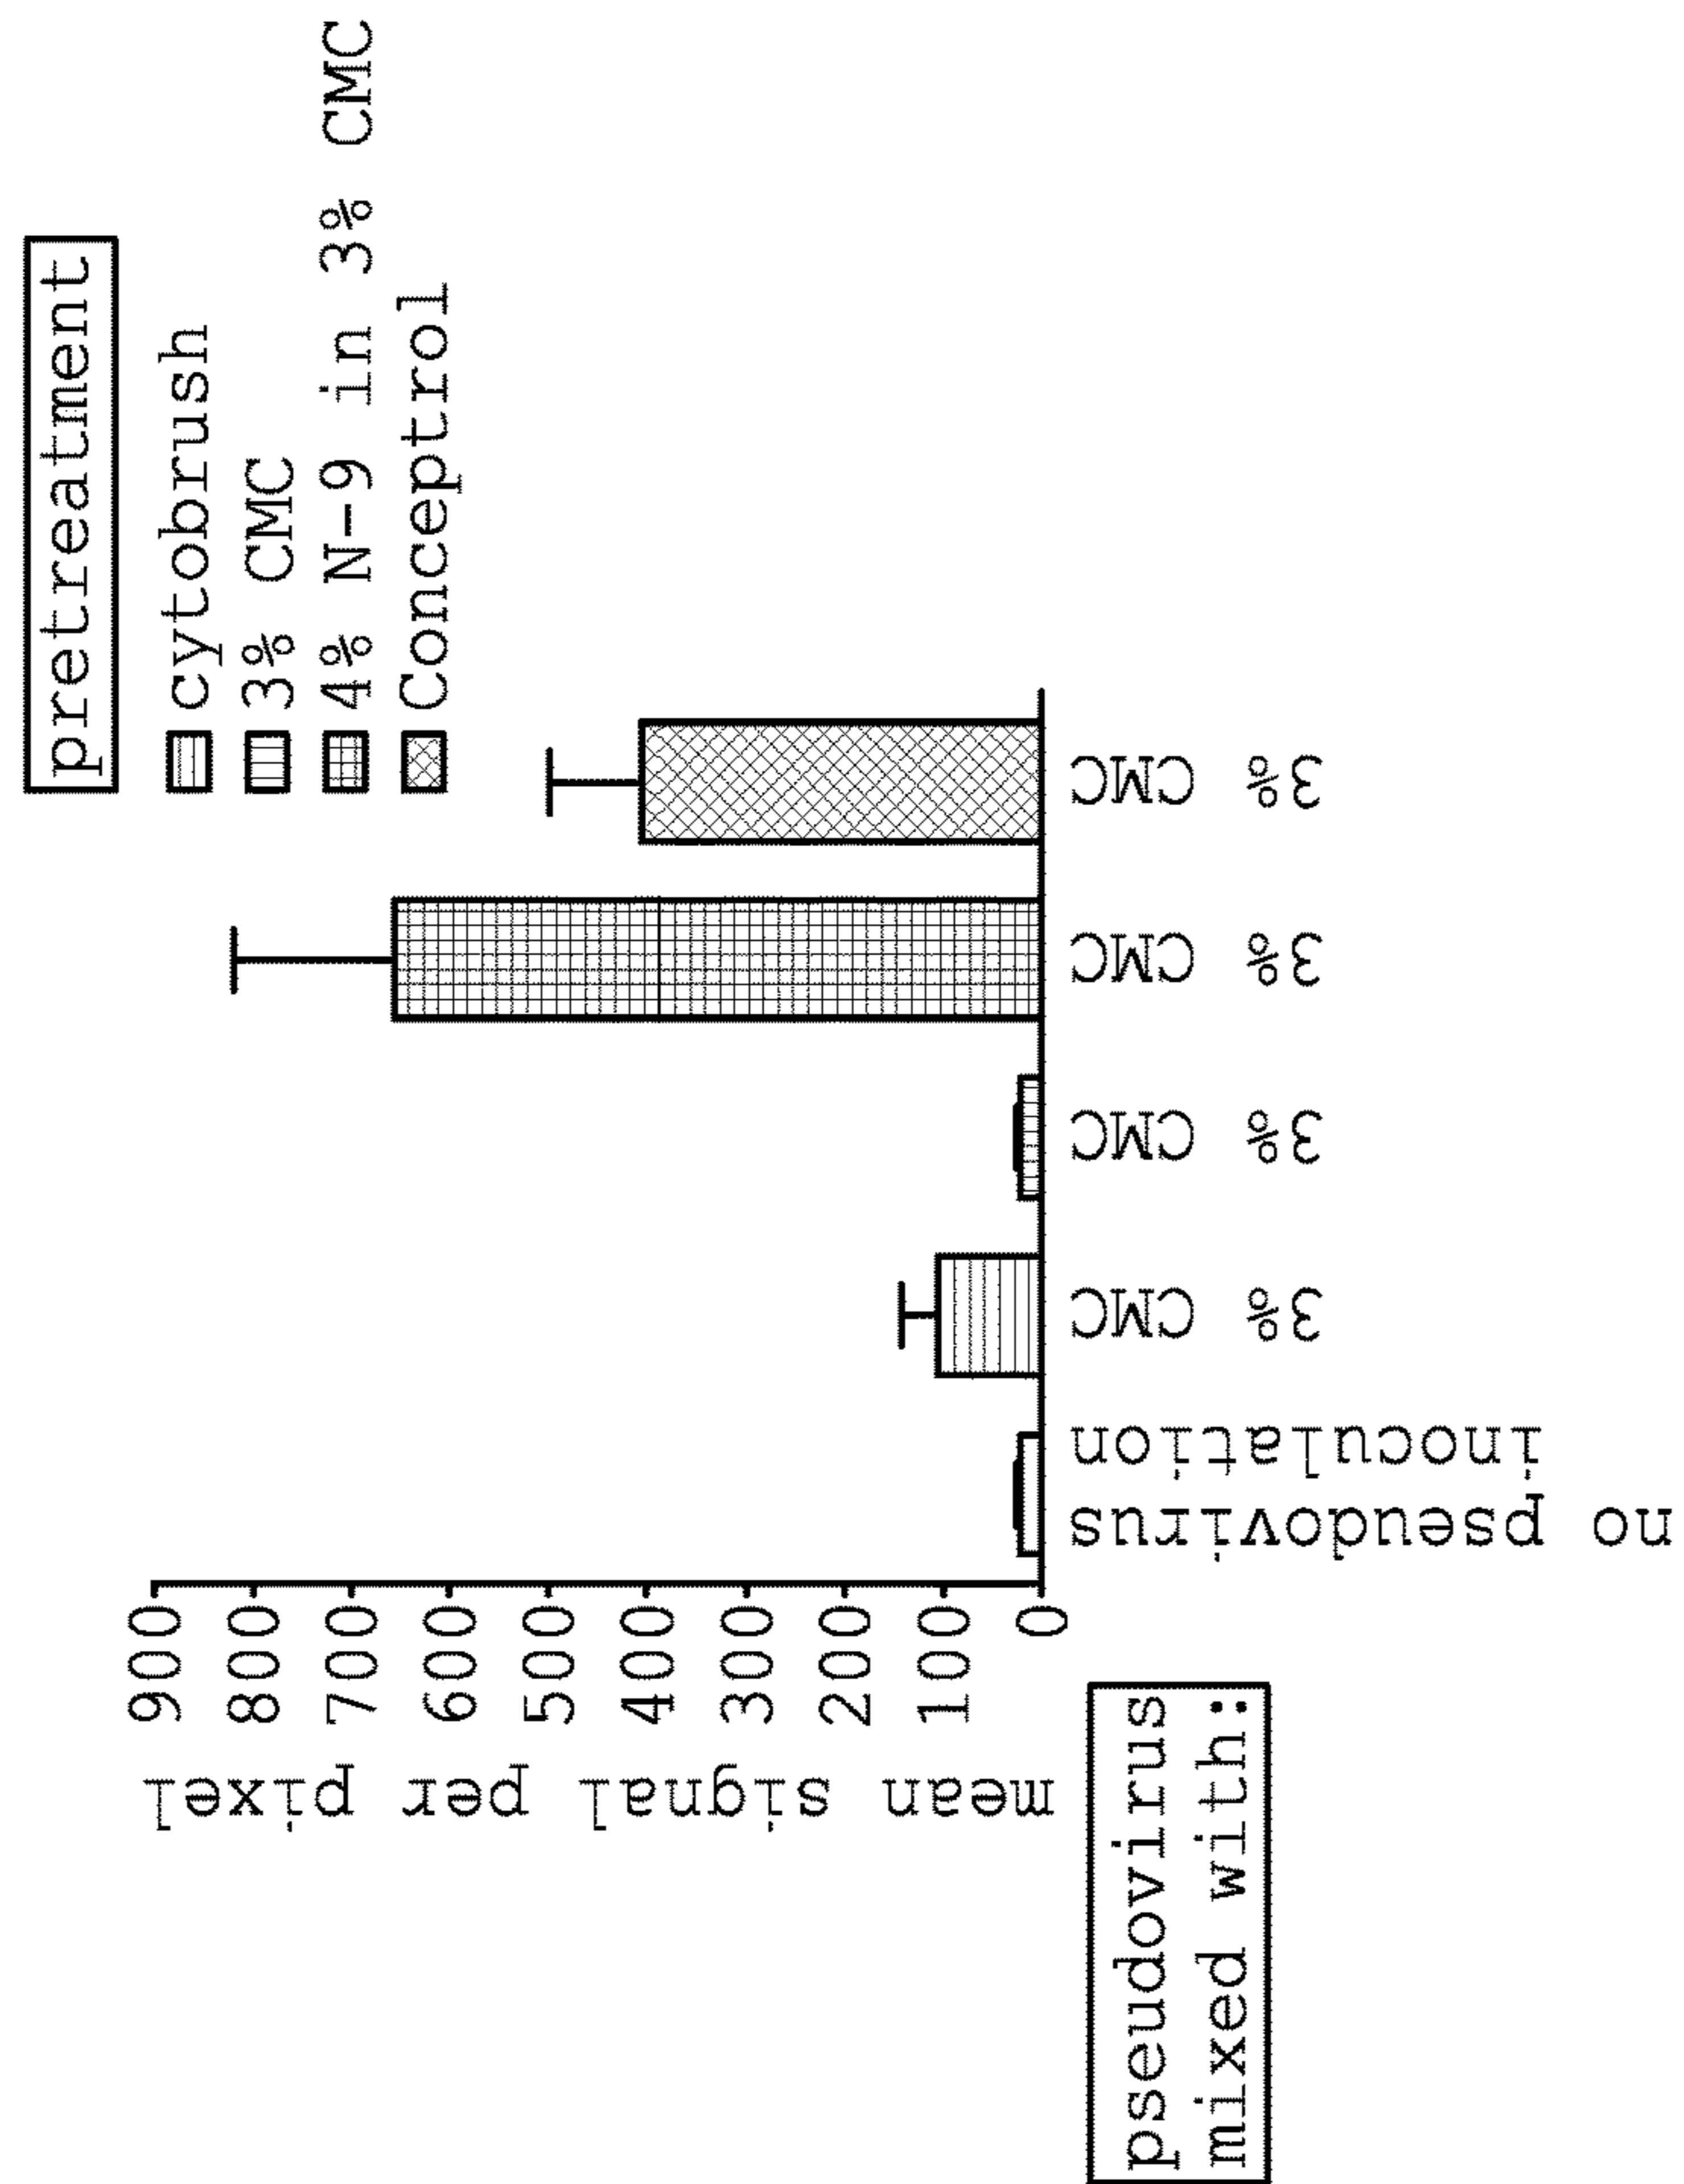 pretreatment
cytobrush
3% CMC
4% N-9 in 3% CMC
Conceptrol
mean signal per pixel
900
800
700
600
500
400
300
200
100
0
pseudovirus
mixed with:
no pseudovirus
inoculation
3% CMC
3% CMC
3% CMC
3% CMC